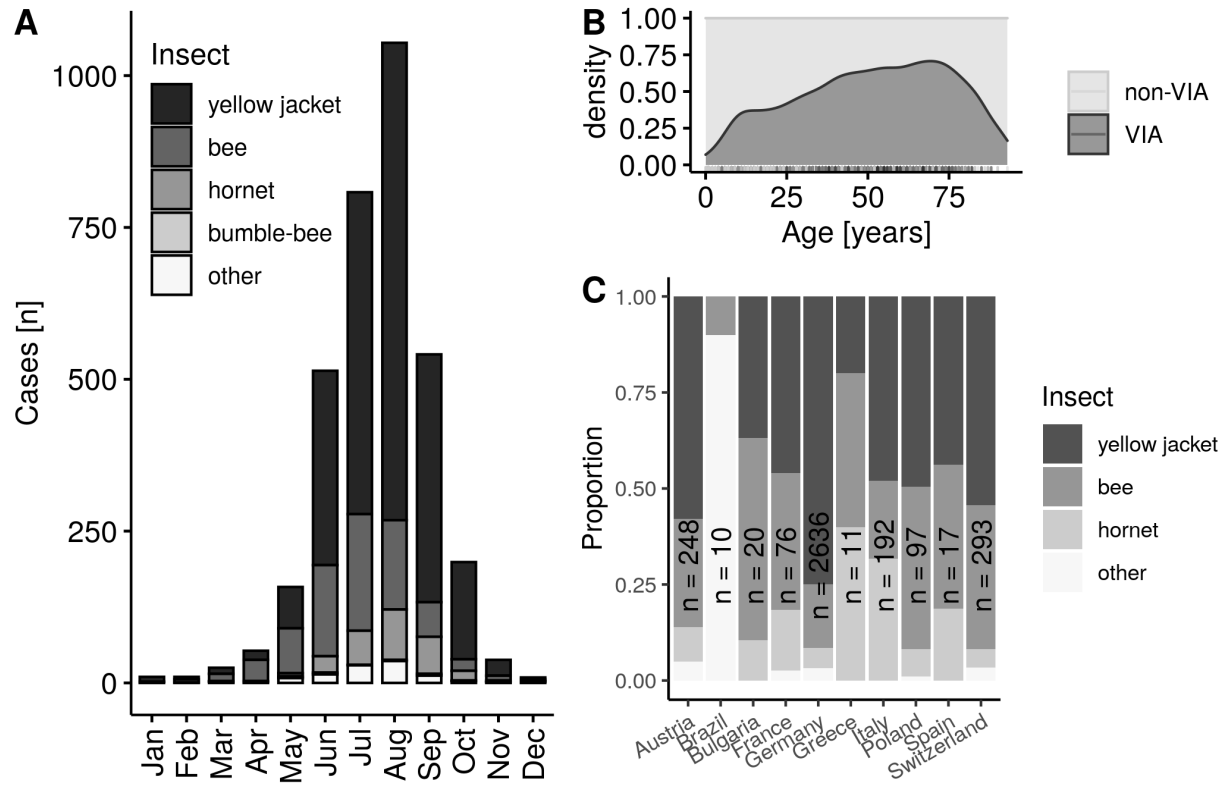 A
Insect
yellow jacket
bee
hornet
bumble-bee
other
Cases [n]
1000
750
500
250
0
Jan
Feb
Mar
Apr
May
Jun
Jul
Aug
Sep
Oct
Nov
Dec
B
density
1.00
0.75
0.50
0.25
0.00
0
25
50
75
Age [years]
non-VIA
VIA
C
Proportion
1.00
0.75
0.50
0.25
0.00
n = 248
n = 10
n = 20
n = 76
n = 2636
n = 11
n = 192
n = 97
n = 17
n = 293
Austria
Brazil
Bulgaria
France
Germany
Greece
Italy
Poland
Spain
Switzerland
Insect
yellow jacket
bee
hornet
other